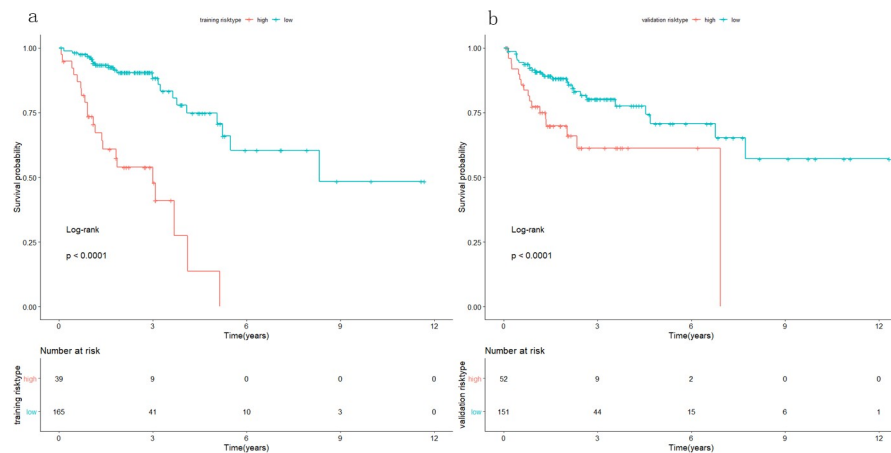 a
training risktype high low
1.00
0.75
0.50
0.25
0.00
Survival probability
Log-rank
p < 0.0001
0 3 6 9 12
Time(years)
Number at risk
training risktype
high 39 9 0 0 0
low 165 41 10 3 0
0 3 6 9 12
Time(years)
b
validation risktype high low
1.00
0.75
0.50
0.25
0.00
Survival probability
Log-rank
p < 0.0001
0 3 6 9 12
Time(years)
Number at risk
validation risktype
high 52 9 2 0 0
low 151 44 15 6 1
0 3 6 9 12
Time(years)